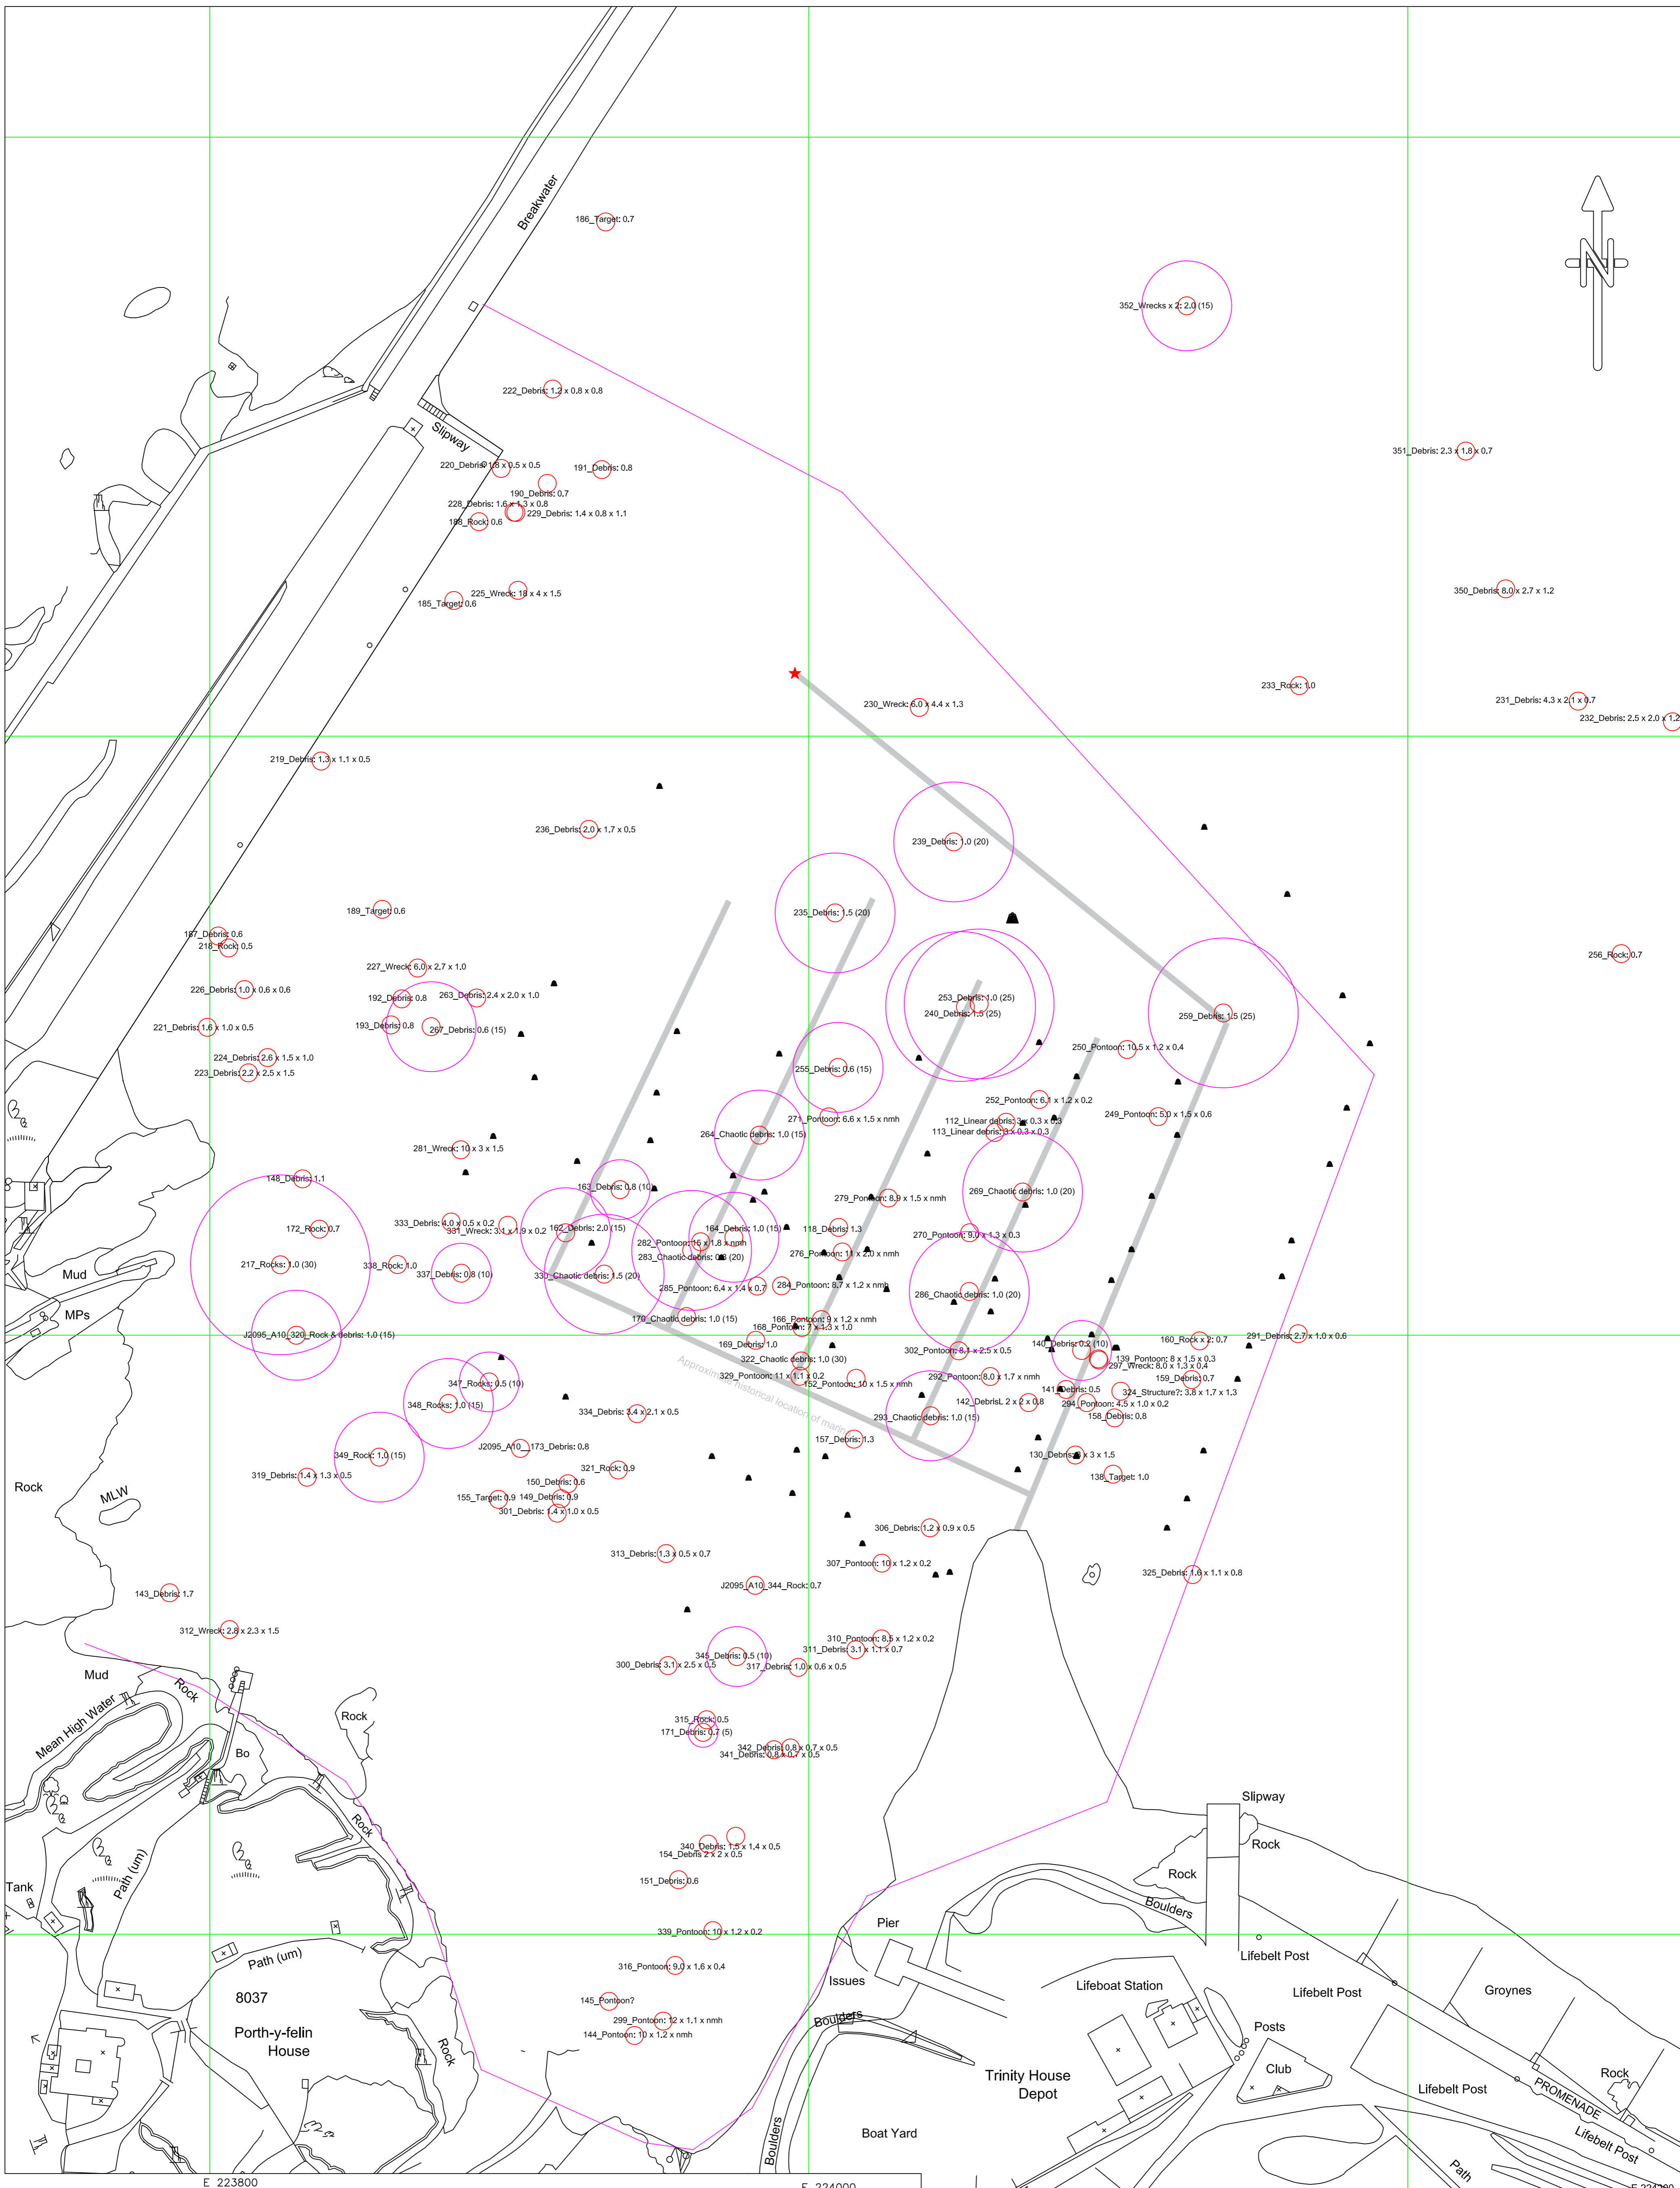 Breakwater
186_Target: 0.7
N
352_Wrecks x 2: 2.0 (15)
222_Debris: 1.2 x 0.8 x 0.8
Slipway
351_Debris: 2.3 x 1.8 x 0.7
220_Debris: 1.8 x 0.5 x 0.5
191_Debris: 0.8
190_Debris: 0.7
228_Debris: 1.6 x 1.3 x 0.8
229_Debris: 1.4 x 0.8 x 1.1
188_Rock: 0.6
225_Wreck: 18 x 4 x 1.5
350_Debris: 8.0 x 2.7 x 1.2
185_Target: 0.6
233_Rock: 1.0
231_Debris: 4.3 x 2.1 x 0.7
230_Wreck: 6.0 x 4.4 x 1.3
232_Debris: 2.5 x 2.0 x 1.2
219_Debris: 1.3 x 1.1 x 0.5
236_Debris: 2.0 x 1.7 x 0.5
239_Debris: 1.0 (20)
189_Target: 0.6
235_Debris: 1.5 (20)
187_Debris: 0.6
218_Rock: 0.5
256_Rock: 0.7
227_Wreck: 6.0 x 2.7 x 1.0
226_Debris: 1.0 x 0.6 x 0.6
192_Debris: 0.8
263_Debris: 2.4 x 2.0 x 1.0
253_Debris: 1.0 (25)
240_Debris: 1.5 (25)
259_Debris: 1.5 (25)
221_Debris: 1.6 x 1.0 x 0.5
193_Debris: 0.8
267_Debris: 0.6 (15)
250_Pontoon: 10.5 x 1.2 x 0.4
224_Debris: 2.6 x 1.5 x 1.0
223_Debris: 2.2 x 2.5 x 1.5
255_Debris: 0.6 (15)
252_Pontoon: 6.1 x 1.2 x 0.2
271_Pontoon: 6.6 x 1.5 x nmh
249_Pontoon: 5.0 x 1.5 x 0.6
112_Linear debris: 3 x 0.3 x 0.3
113_Linear debris: 3 x 0.3 x 0.3
264_Chaotic debris: 1.0 (15)
281_Wreck: 10 x 3 x 1.5
148_Debris: 1.1
163_Debris: 0.8 (10)
269_Chaotic debris: 1.0 (20)
279_Pontoon: 8.9 x 1.5 x nmh
172_Rock: 0.7
333_Debris: 4.0 x 0.5 x 0.2
331_Wreck: 3.1 x 1.9 x 0.2
162_Debris: 2.0 (15)
164_Debris: 1.0 (15)
118_Debris: 1.3
270_Pontoon: 9.0 x 1.3 x 0.3
282_Pontoon: 15 x 1.8 x nmh
283_Chaotic debris: 0.8 (20)
276_Pontoon: 11 x 2.0 x nmh
217_Rocks: 1.0 (30)
338_Rock: 1.0
337_Debris: 0.8 (10)
330_Chaotic debris: 1.5 (20)
Mud
285_Pontoon: 6.4 x 1.4 x 0.7
284_Pontoon: 8.7 x 1.2 x nmh
286_Chaotic debris: 1.0 (20)
MPs
170_Chaotic debris: 1.0 (15)
166_Pontoon: 9 x 1.2 x nmh
168_Pontoon: 7 x 1.3 x 1.0
J2095_A10_320_Rock & debris: 1.0 (15)
169_Debris: 1.0
140_Debris: 0.2 (10)
160_Rock x 2: 0.7
291_Debris: 2.7 x 1.0 x 0.6
302_Pontoon: 8.1 x 2.5 x 0.5
Approximate historical location of marin
322_Chaotic debris: 1.0 (30)
139_Pontoon: 8 x 1.5 x 0.3
297_Wreck: 8.0 x 1.3 x 0.4
329_Pontoon: 11 x 1.1 x 0.2
292_Pontoon: 8.0 x 1.7 x nmh
159_Debris: 0.7
347_Rocks: 0.5 (10)
152_Pontoon: 10 x 1.5 x nmh
141_Debris: 0.5
324_Structure?: 3.8 x 1.7 x 1.3
348_Rocks: 1.0 (15)
142_DebrisL 2 x 2 x 0.8
294_Pontoon: 4.5 x 1.0 x 0.2
334_Debris: 3.4 x 2.1 x 0.5
293_Chaotic debris: 1.0 (15)
158_Debris: 0.8
157_Debris: 1.3
J2095_A10__173_Debris: 0.8
349_Rock: 1.0 (15)
321_Rock: 0.9
319_Debris: 1.4 x 1.3 x 0.5
138_Target: 1.0
Rock
MLW
150_Debris: 0.6
155_Target: 0.9
149_Debris: 0.9
301_Debris: 1.4 x 1.0 x 0.5
306_Debris: 1.2 x 0.9 x 0.5
313_Debris: 1.3 x 0.5 x 0.7
307_Pontoon: 10 x 1.2 x 0.2
325_Debris: 1.6 x 1.1 x 0.8
J2095_A10_344_Rock: 0.7
143_Debris: 1.7
312_Wreck: 2.8 x 2.3 x 1.5
310_Pontoon: 8.5 x 1.2 x 0.2
311_Debris: 3.1 x 1.1 x 0.7
345_Debris: 0.5 (10)
300_Debris: 3.1 x 2.5 x 0.5
317_Debris: 1.0 x 0.6 x 0.5
Mud
Rock
Mean High Water
Rock
315_Rock: 0.5
171_Debris: 0.7 (5)
Bo
342_Debris: 0.8 x 0.7 x 0.5
341_Debris: 0.8 x 0.7 x 0.5
Slipway
Rock
Rock
340_Debris: 1.5 x 1.4 x 0.5
154_Debris 2 x 2 x 0.5
Rock
151_Debris: 0.6
Tank
Path (um)
Boulders
Pier
339_Pontoon: 10 x 1.2 x 0.2
Path (um)
Lifebelt Post
316_Pontoon: 9.0 x 1.6 x 0.4
Issues
Lifeboat Station
Lifebelt Post
Groynes
8037
145_Pontoon?
299_Pontoon: 12 x 1.1 x nmh
Boulders
Posts
Porth-y-felin
House
144_Pontoon: 10 x 1.2 x nmh
Rock
Trinity House
Depot
Club
Rock
Lifebelt Post
PROMENADE
Boulders
Boat Yard
Lifebelt Post
Path
E 223800
E 224000